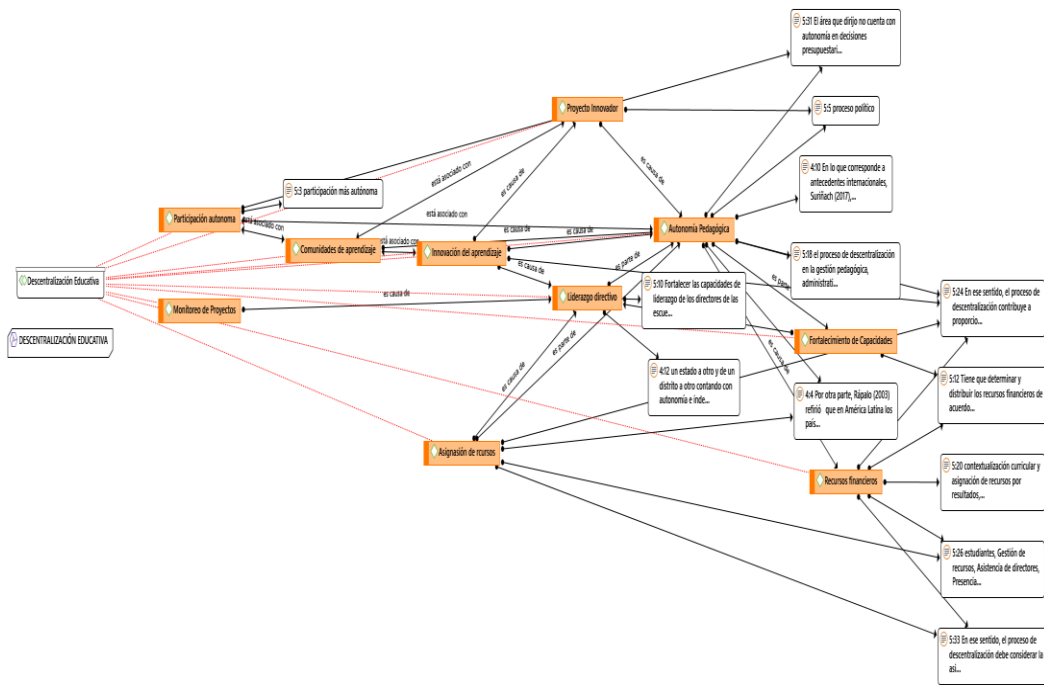 5:31 El área que dirijo no cuenta con
autonomía en decisiones
presupuestari...
Proyecto Innovador
5:5 proceso político
está asociado con
es causa de
es causa de
4:10 En lo que corresponde a
antecedentes internacionales,
Suriñach (2017),...
5:3 participación más autónoma
Participación autonoma
está asociado con
está asociado con
Autonomía Pedagógica
es causa de
es causa de
Comunidades de aprendizaje
está asociado con
Innovación del aprendizaje
5:18 el proceso de descentralización
en la gestión pedagógica,
administrati...
es causa de
es parte de
Descentralización Educativa
5:10 Fortalecer las capacidades de
liderazgo de los directores de las
escue...
es parte
5:24 En ese sentido, el proceso de
descentralización contribuye a
proporcio...
Monitoreo de Proyectos
es causa de
Liderazgo directivo
DESCENTRALIZACIÓN EDUCATIVA
Fortalecimiento de Capacidades
es causa de
es parte de
es causa de
4:12 un estado a otro y de un
distrito a otro contando con
autonomía e inde...
5:12 Tiene que determinar y
distribuir los recursos financieros de
acuerdo...
4:4 Por otra parte, Rápalo (2003)
refirió que en América Latina los
país...
Asignasión de rcursos
Recursos financieros
5:20 contextualización curricular y
asignación de recursos por
resultados,...
5:26 estudiantes, Gestión de
recursos, Asistencia de directores,
Presencia...
5:33 En ese sentido, el proceso de
descentralización debe considerar la
asi...